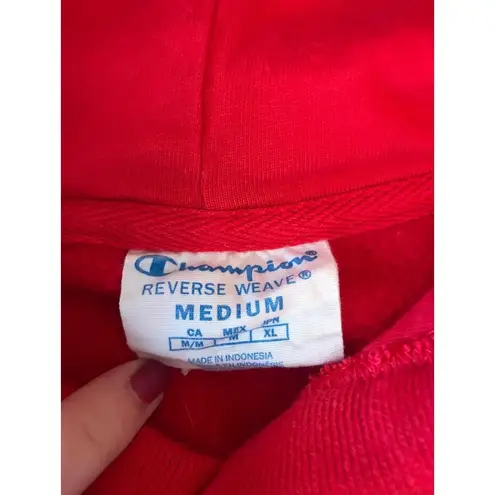 Champion
REVERSE WEAVE®
MEDIUM
CA MEX JPN
M/M M XL
MADE IN INDONESIA